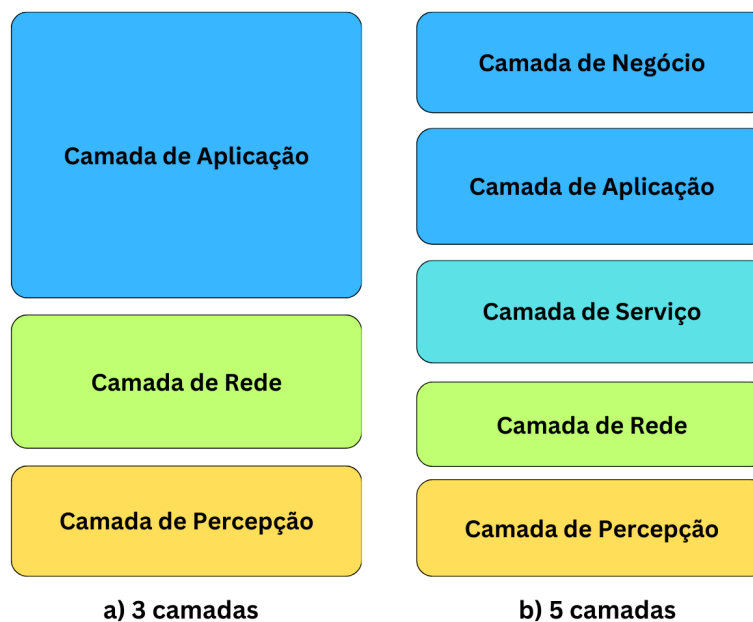 Camada de Aplicação
Camada de Rede
Camada de Percepção
a) 3 camadas
Camada de Negócio
Camada de Aplicação
Camada de Serviço
Camada de Rede
Camada de Percepção
b) 5 camadas